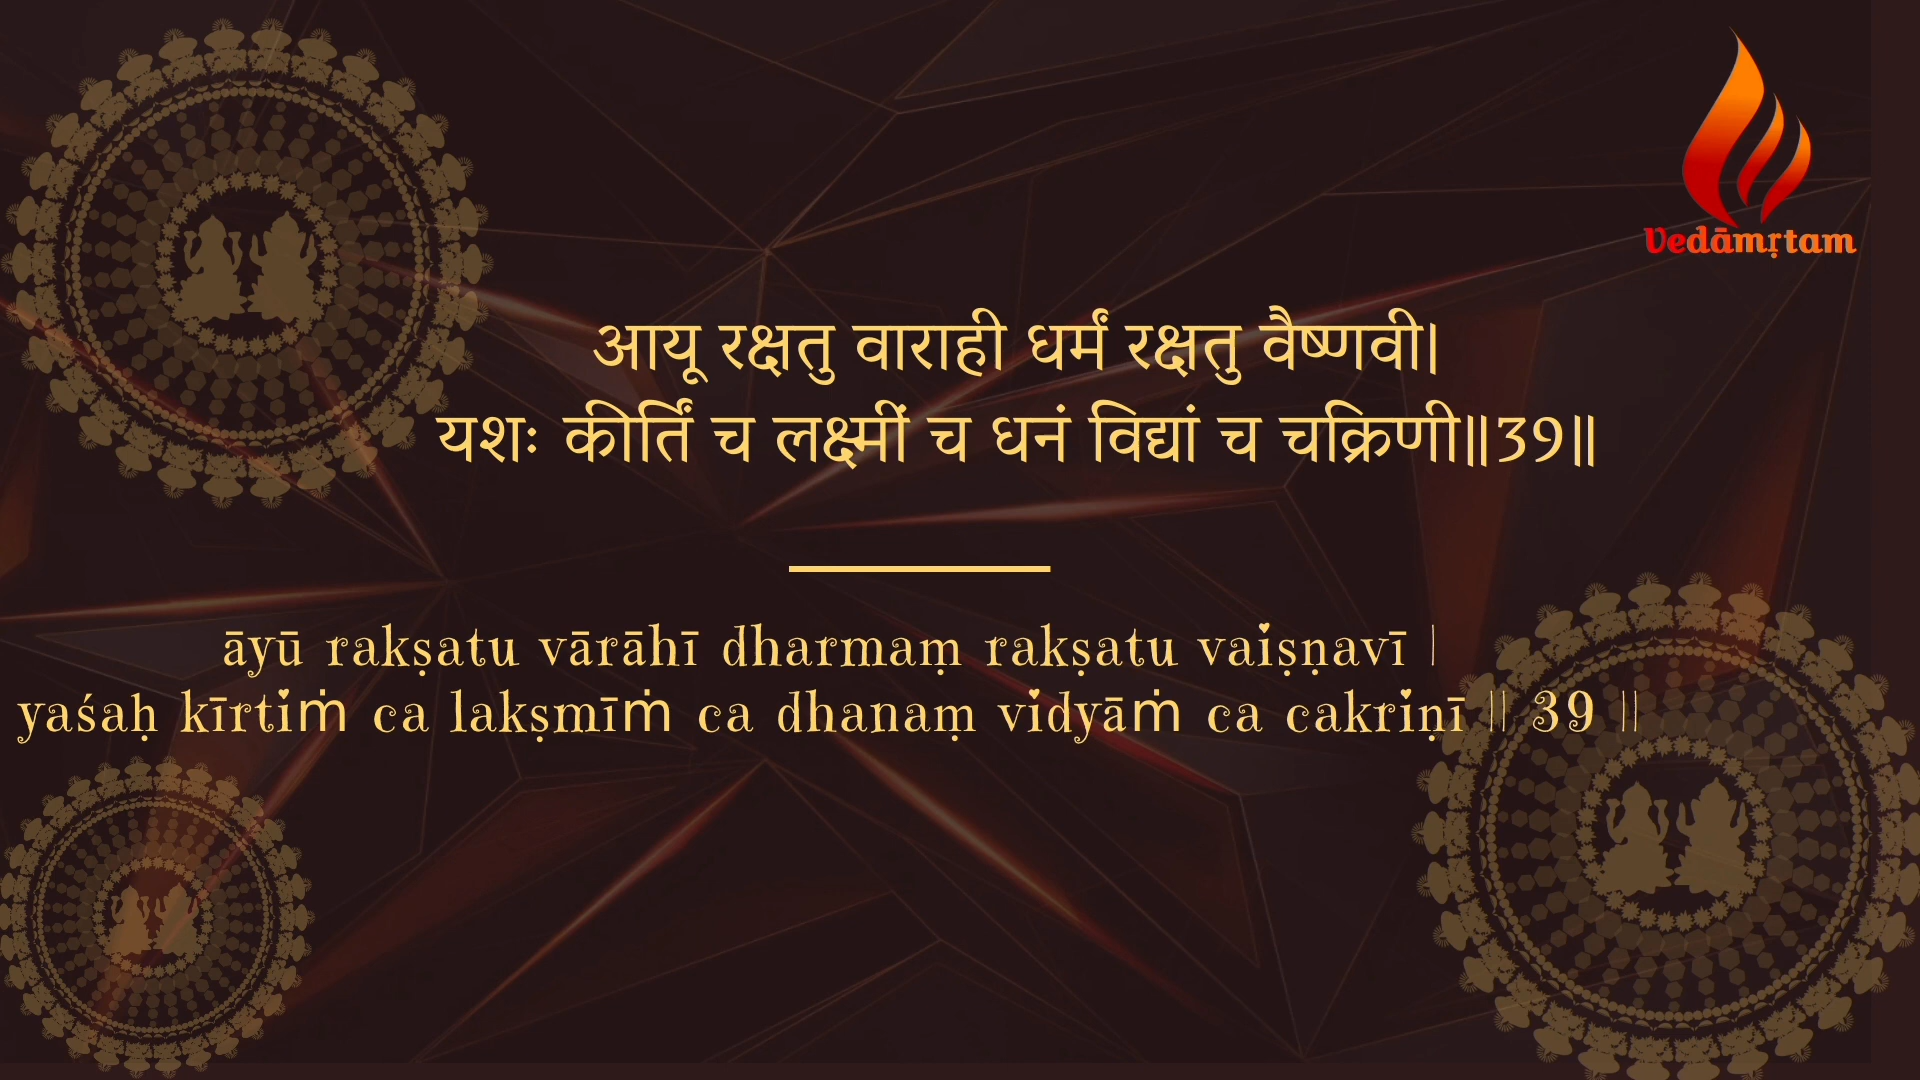 Vedāmṛtam
आयू रक्षतु वाराही धर्मं रक्षतु वैष्णवी।
यशः कीर्तिं च लक्ष्मीं च धनं विद्यां च चक्रिणी॥39॥
āyū rakṣatu vārāhī dharmaṃ rakṣatu vaiṣṇavī |
yaśaḥ kīrtiṁ ca lakṣmīṁ ca dhanaṃ vidyāṁ ca cakriṇī || 39 ||